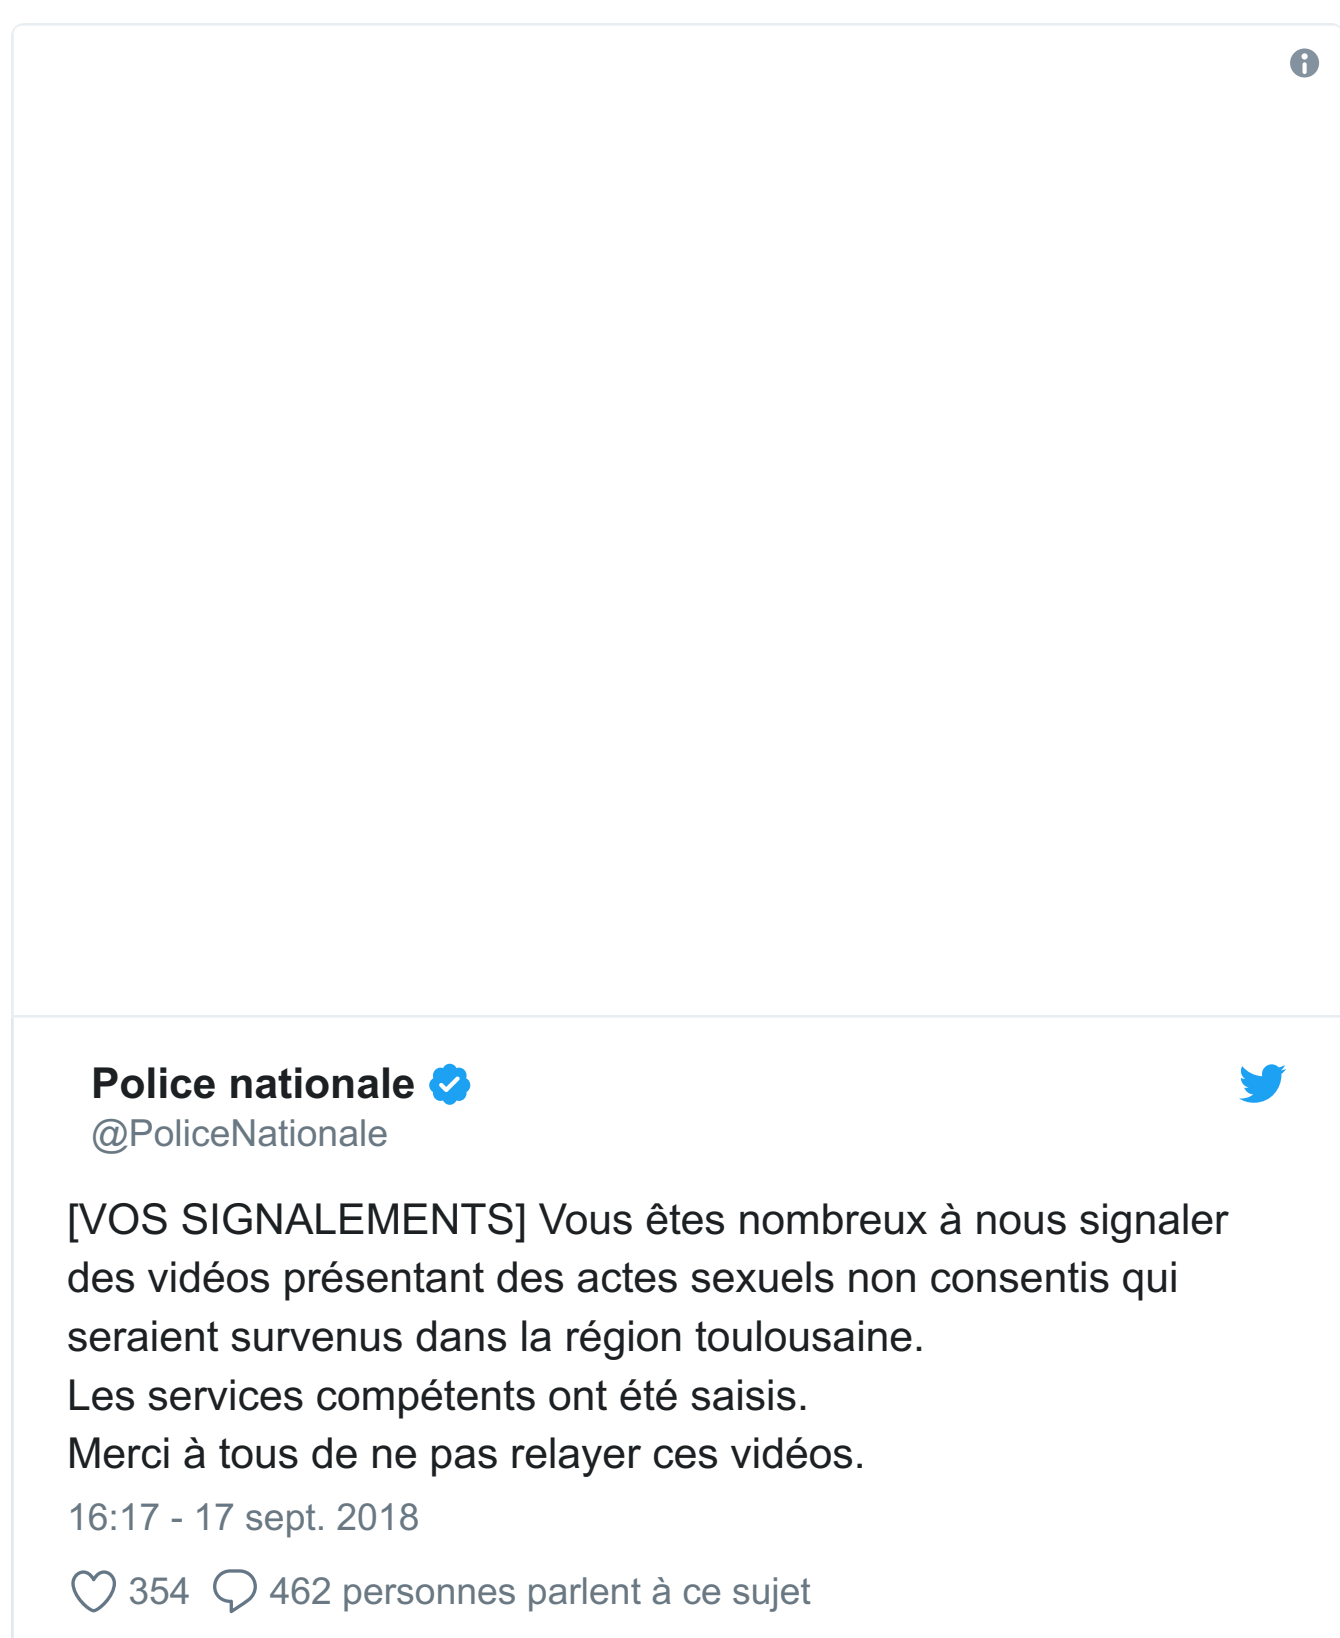 Police nationale
@PoliceNationale
[VOS SIGNALEMENTS] Vous êtes nombreux à nous signaler
des vidéos présentant des actes sexuels non consentis qui
seraient survenus dans la région toulousaine.
Les services compétents ont été saisis.
Merci à tous de ne pas relayer ces vidéos.
16:17 - 17 sept. 2018
354 462 personnes parlent à ce sujet